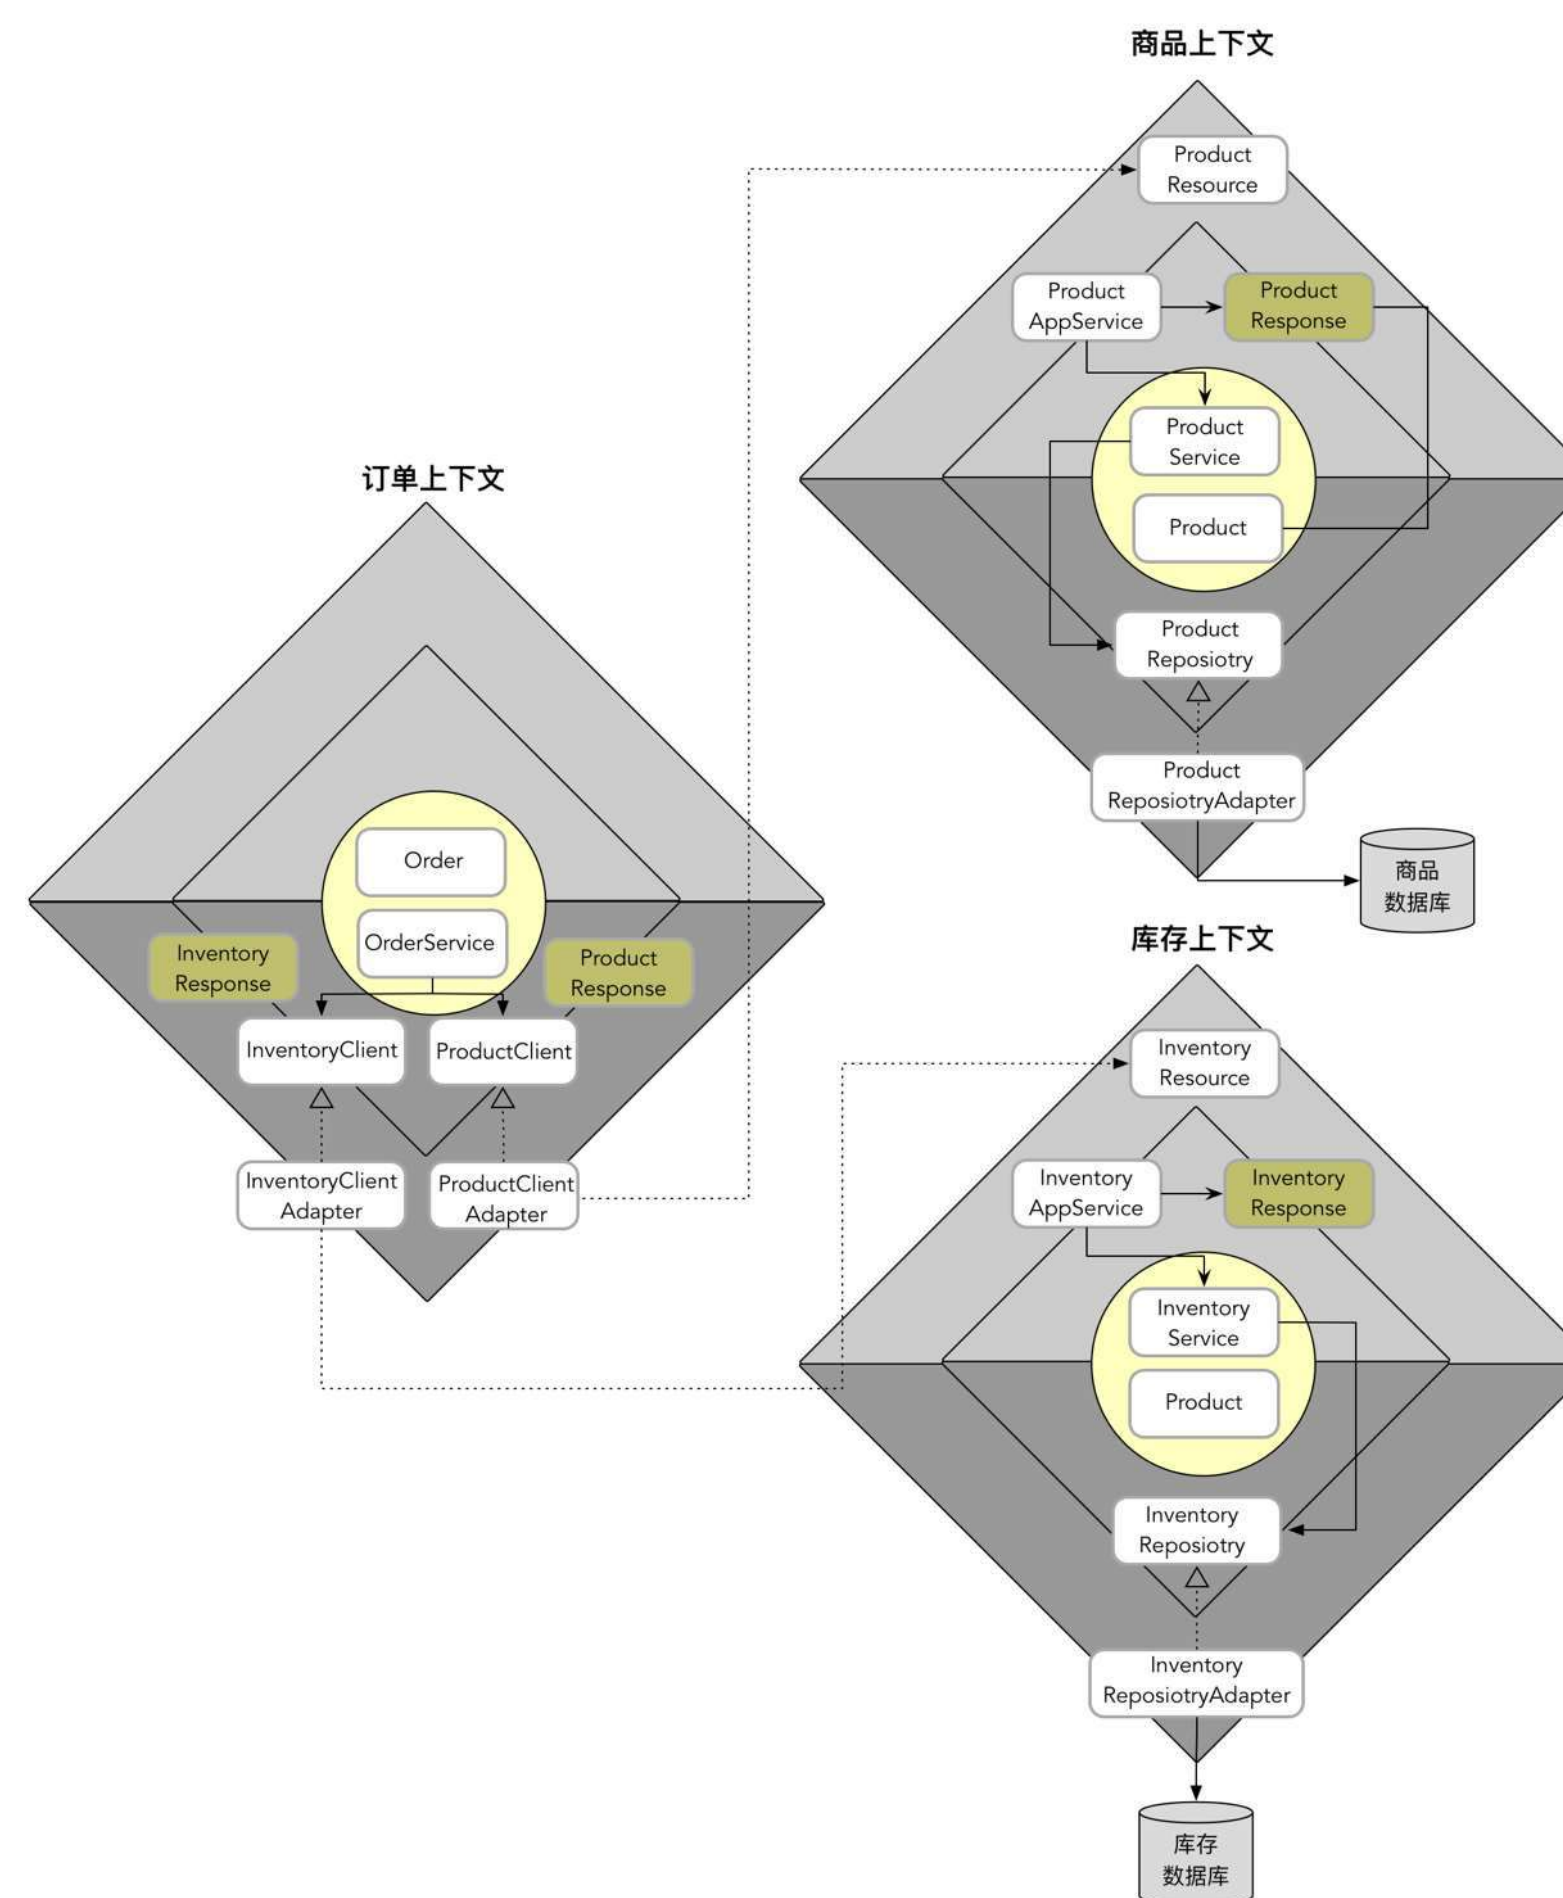 商品上下文
Product
Resource
Product
AppService
Product
Response
Product
Service
Product
Product
Reposiotry
Product
ReposiotryAdapter
商品
数据库
订单上下文
Order
OrderService
Inventory
Response
Product
Response
InventoryClient
ProductClient
InventoryClient
Adapter
ProductClient
Adapter
库存上下文
Inventory
Resource
Inventory
AppService
Inventory
Response
Inventory
Service
Product
Inventory
Reposiotry
Inventory
ReposiotryAdapter
库存
数据库